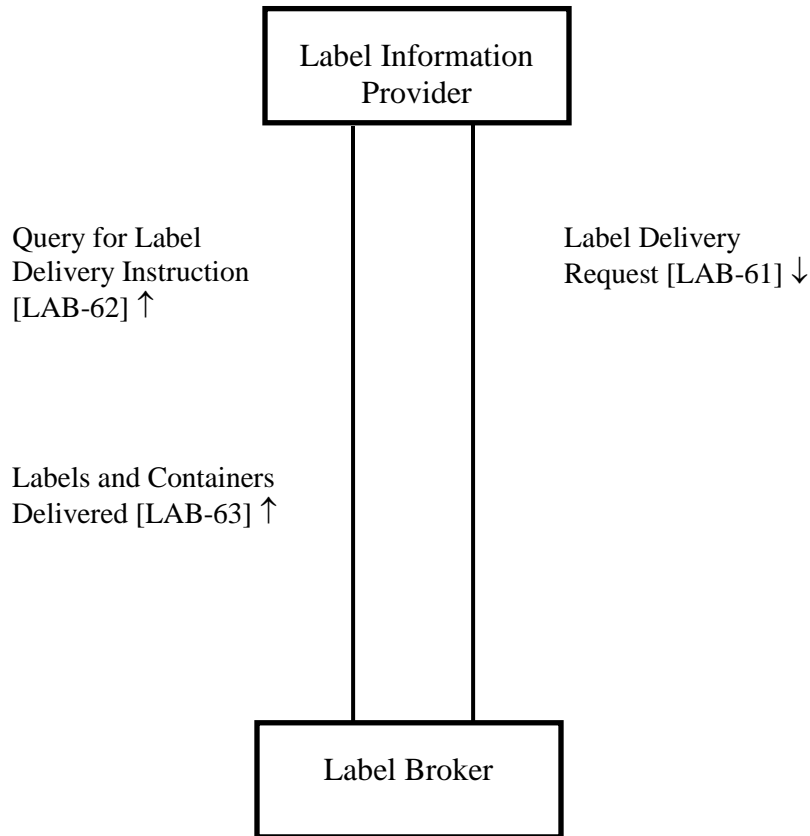 Label Information
Provider
Query for Label
Delivery Instruction
[LAB-62] ↑
Label Delivery
Request [LAB-61] ↓
Labels and Containers
Delivered [LAB-63] ↑
Label Broker